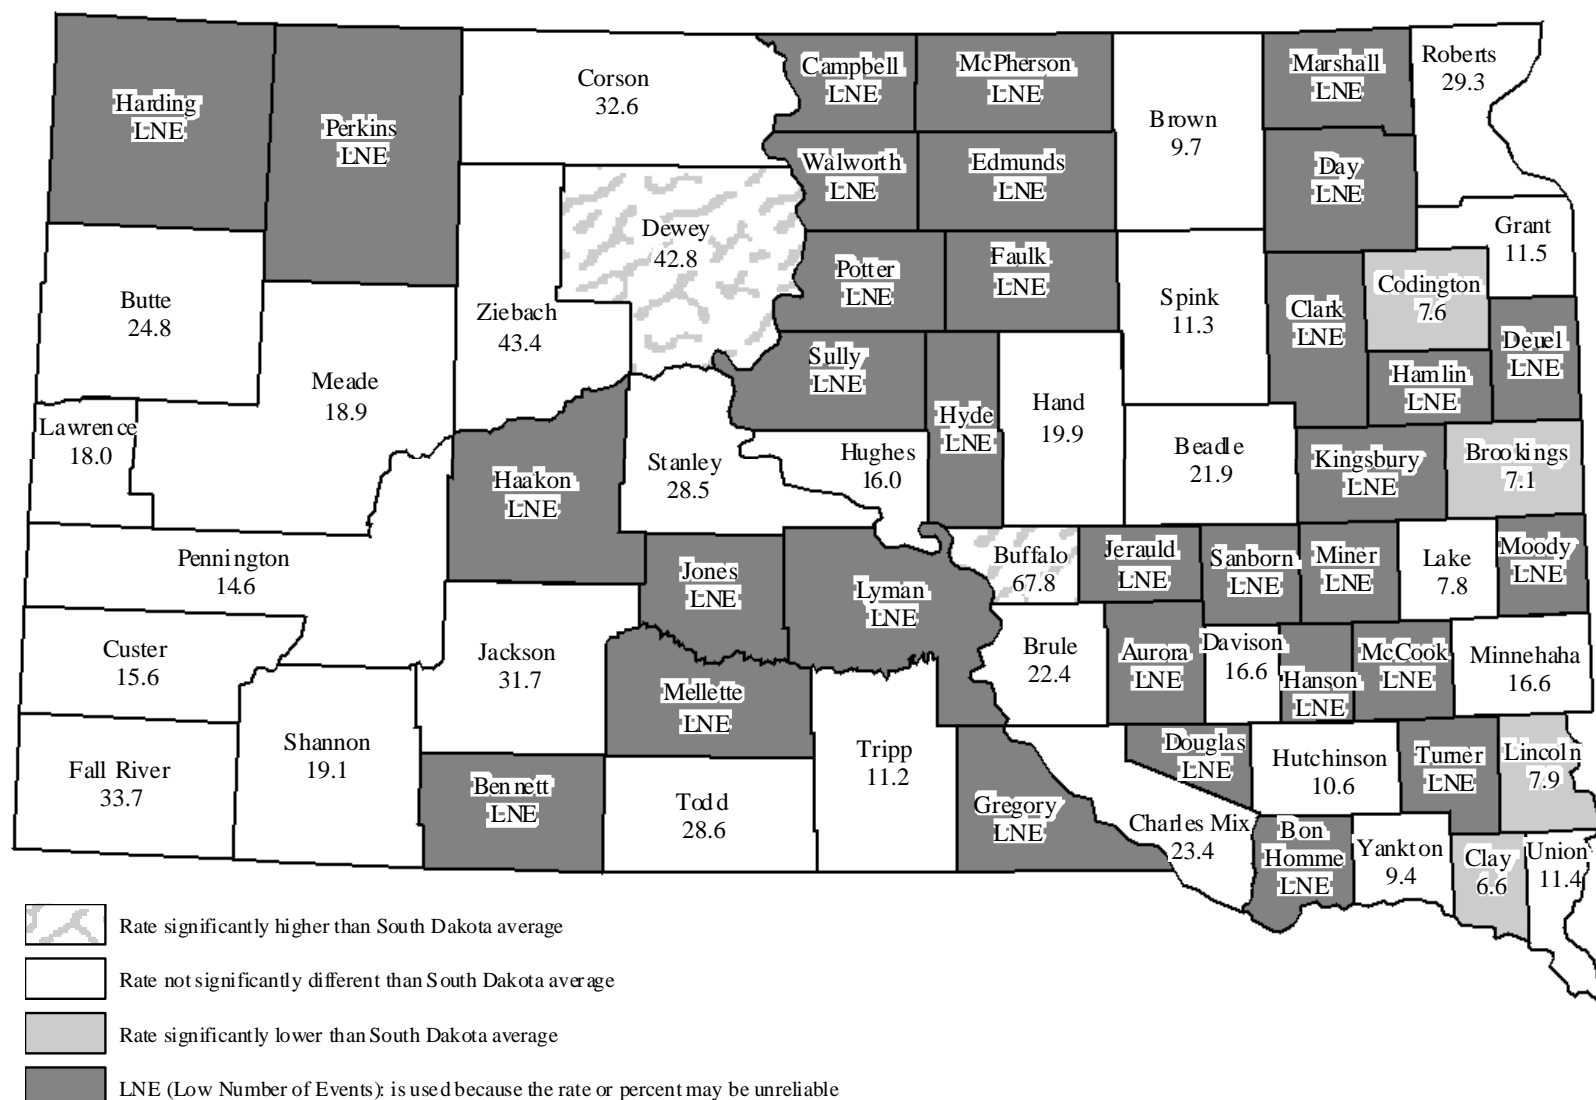 Harding
LNE
Perkins
LNE
Corson
32.6
Campbell
LNE
McPherson
LNE
Brown
9.7
Marshall
LNE
Roberts
29.3
Walworth
LNE
Edmunds
LNE
Day
LNE
Dewey
42.8
Grant
11.5
Butte
24.8
Ziebach
43.4
Potter
LNE
Faulk
LNE
Spink
11.3
Clark
LNE
Codington
7.6
Deuel
LNE
Meade
18.9
Sully
LNE
Hamlin
LNE
Lawrence
18.0
Hyde
LNE
Hand
19.9
Beadle
21.9
Kingsbury
LNE
Brookings
7.1
Haakon
LNE
Stanley
28.5
Hughes
16.0
Pennington
14.6
Jones
LNE
Lyman
LNE
Buffalo
67.8
Jerauld
LNE
Sanborn
LNE
Miner
LNE
Lake
7.8
Moody
LNE
Custer
15.6
Jackson
31.7
Mellette
LNE
Brule
22.4
Aurora
LNE
Davison
16.6
Hanson
LNE
McCook
LNE
Minnehaha
16.6
Fall River
33.7
Shannon
19.1
Bennett
LNE
Todd
28.6
Tripp
11.2
Gregory
LNE
Douglas
LNE
Hutchinson
10.6
Turner
LNE
Lincoln
7.9
Charles Mix
23.4
Bon
Homme
LNE
Yankton
9.4
Clay
6.6
Union
11.4
Rate significantly higher than South Dakota average
Rate not significantly different than South Dakota average
Rate significantly lower than South Dakota average
LNE (Low Number of Events): is used because the rate or percent may be unreliable